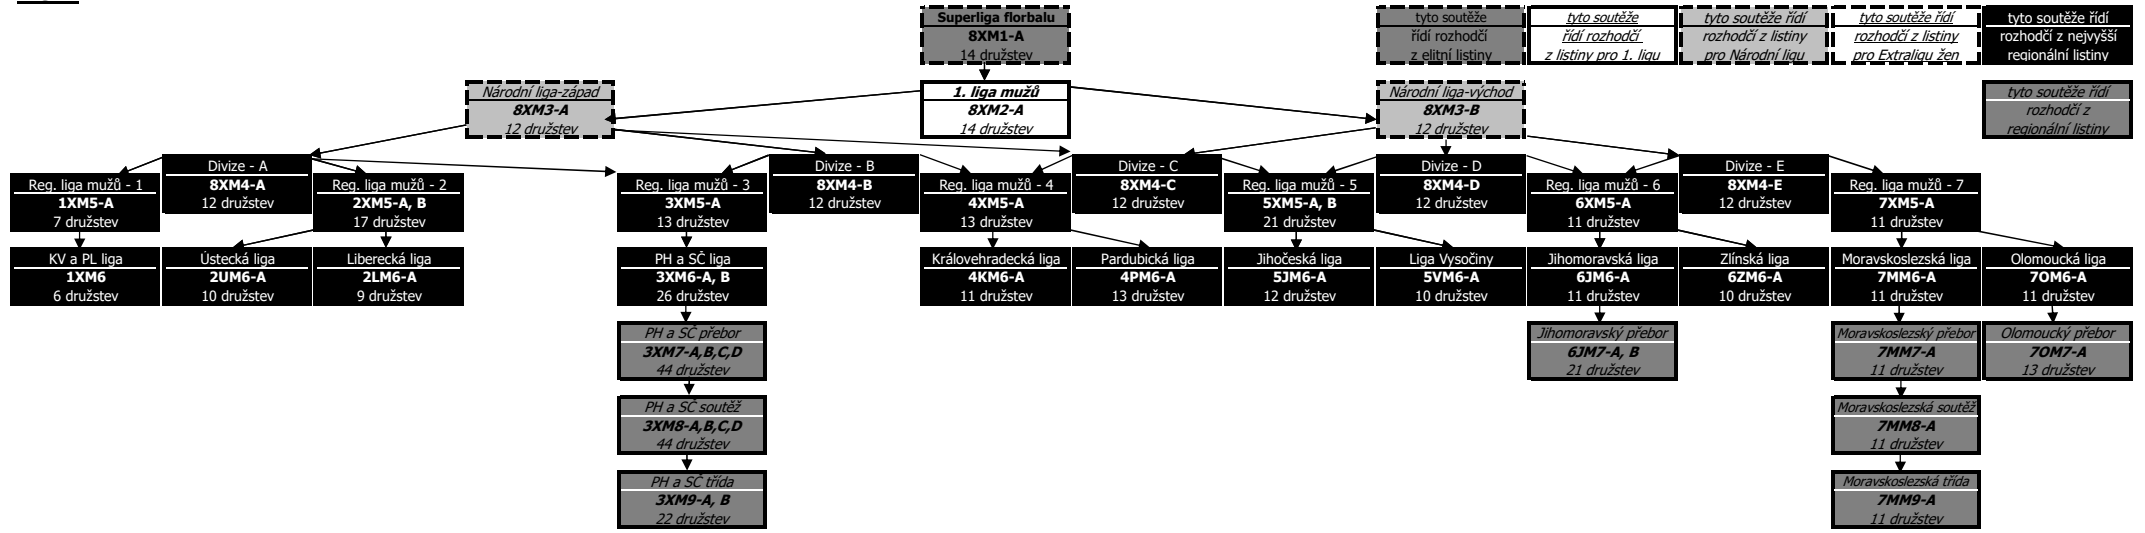 Superliga florbalu
8XM1-A
14 družstev
tyto soutěže
řídí rozhodčí
z elitní listiny
tyto soutěže
řídí rozhodčí
z listiny pro 1. ligu
tyto soutěže řídí
rozhodčí z listiny
pro Národní ligu
tyto soutěže řídí
rozhodčí z listiny
pro Extraligu žen
tyto soutěže řídí
rozhodčí z nejvyšší
regionální listiny
Národní liga-západ
8XM3-A
12 družstev
1. liga mužů
8XM2-A
14 družstev
Národní liga-východ
8XM3-B
12 družstev
tyto soutěže řídí
rozhodčí z
regionální listiny
Divize - A
8XM4-A
12 družstev
Divize - B
8XM4-B
12 družstev
Divize - C
8XM4-C
12 družstev
Divize - D
8XM4-D
12 družstev
Divize - E
8XM4-E
12 družstev
Reg. liga mužů - 1
1XM5-A
7 družstev
Reg. liga mužů - 2
2XM5-A, B
17 družstev
Reg. liga mužů - 3
3XM5-A
13 družstev
Reg. liga mužů - 4
4XM5-A
13 družstev
Reg. liga mužů - 5
5XM5-A, B
21 družstev
Reg. liga mužů - 6
6XM5-A
11 družstev
Reg. liga mužů - 7
7XM5-A
11 družstev
KV a PL liga
1XM6
6 družstev
Ústecká liga
2UM6-A
10 družstev
Liberecká liga
2LM6-A
9 družstev
PH a SČ liga
3XM6-A, B
26 družstev
Královehradecká liga
4KM6-A
11 družstev
Pardubická liga
4PM6-A
13 družstev
Jihočeská liga
5JM6-A
12 družstev
Liga Vysočiny
5VM6-A
10 družstev
Jihomoravská liga
6JM6-A
11 družstev
Zlínská liga
6ZM6-A
10 družstev
Moravskoslezská liga
7MM6-A
11 družstev
Olomoucká liga
7OM6-A
11 družstev
PH a SČ přebor
3XM7-A,B,C,D
44 družstev
Jihomoravský přebor
6JM7-A, B
21 družstev
Moravskoslezský přebor
7MM7-A
11 družstev
Olomoucký přebor
7OM7-A
13 družstev
PH a SČ soutěž
3XM8-A,B,C,D
44 družstev
Moravskoslezská soutěž
7MM8-A
11 družstev
PH a SČ třída
3XM9-A, B
22 družstev
Moravskoslezská třída
7MM9-A
11 družstev